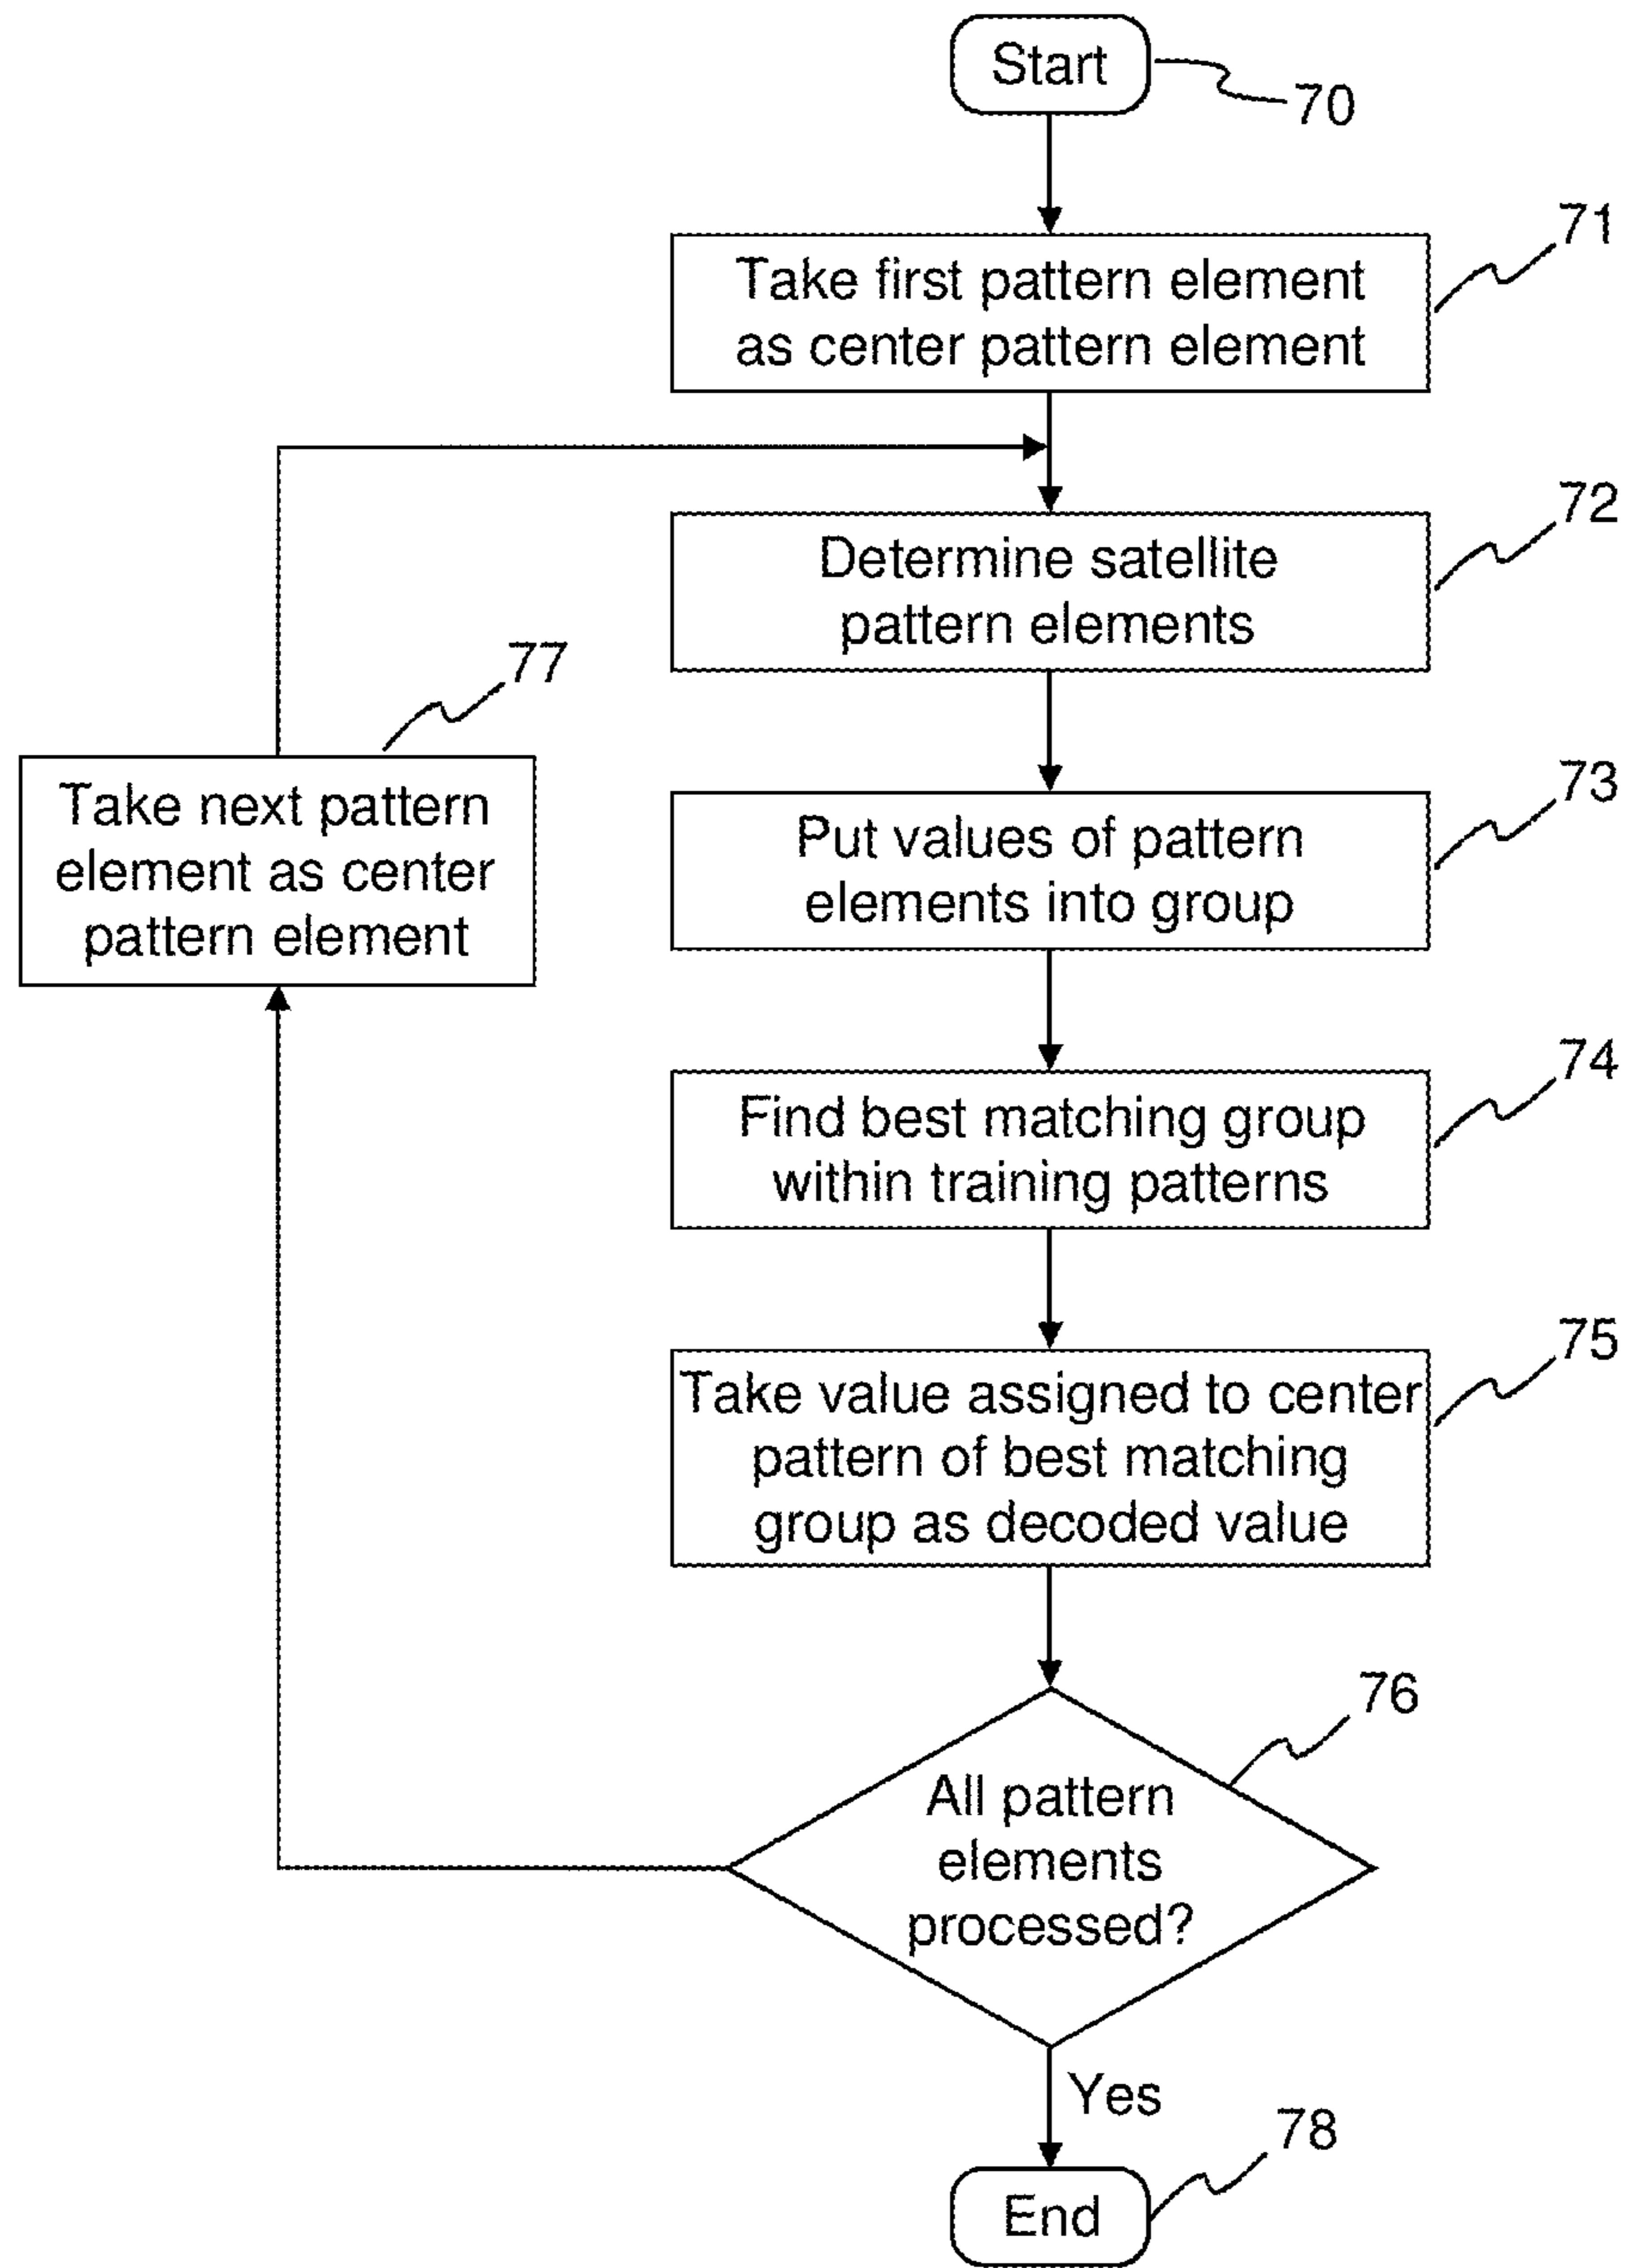 Start
70
71
Take first pattern element
as center pattern element
72
Determine satellite
pattern elements
77
Take next pattern
element as center
pattern element
73
Put values of pattern
elements into group
74
Find best matching group
within training patterns
75
Take value assigned to center
pattern of best matching
group as decoded value
76
All pattern
elements
processed?
Yes
78
End